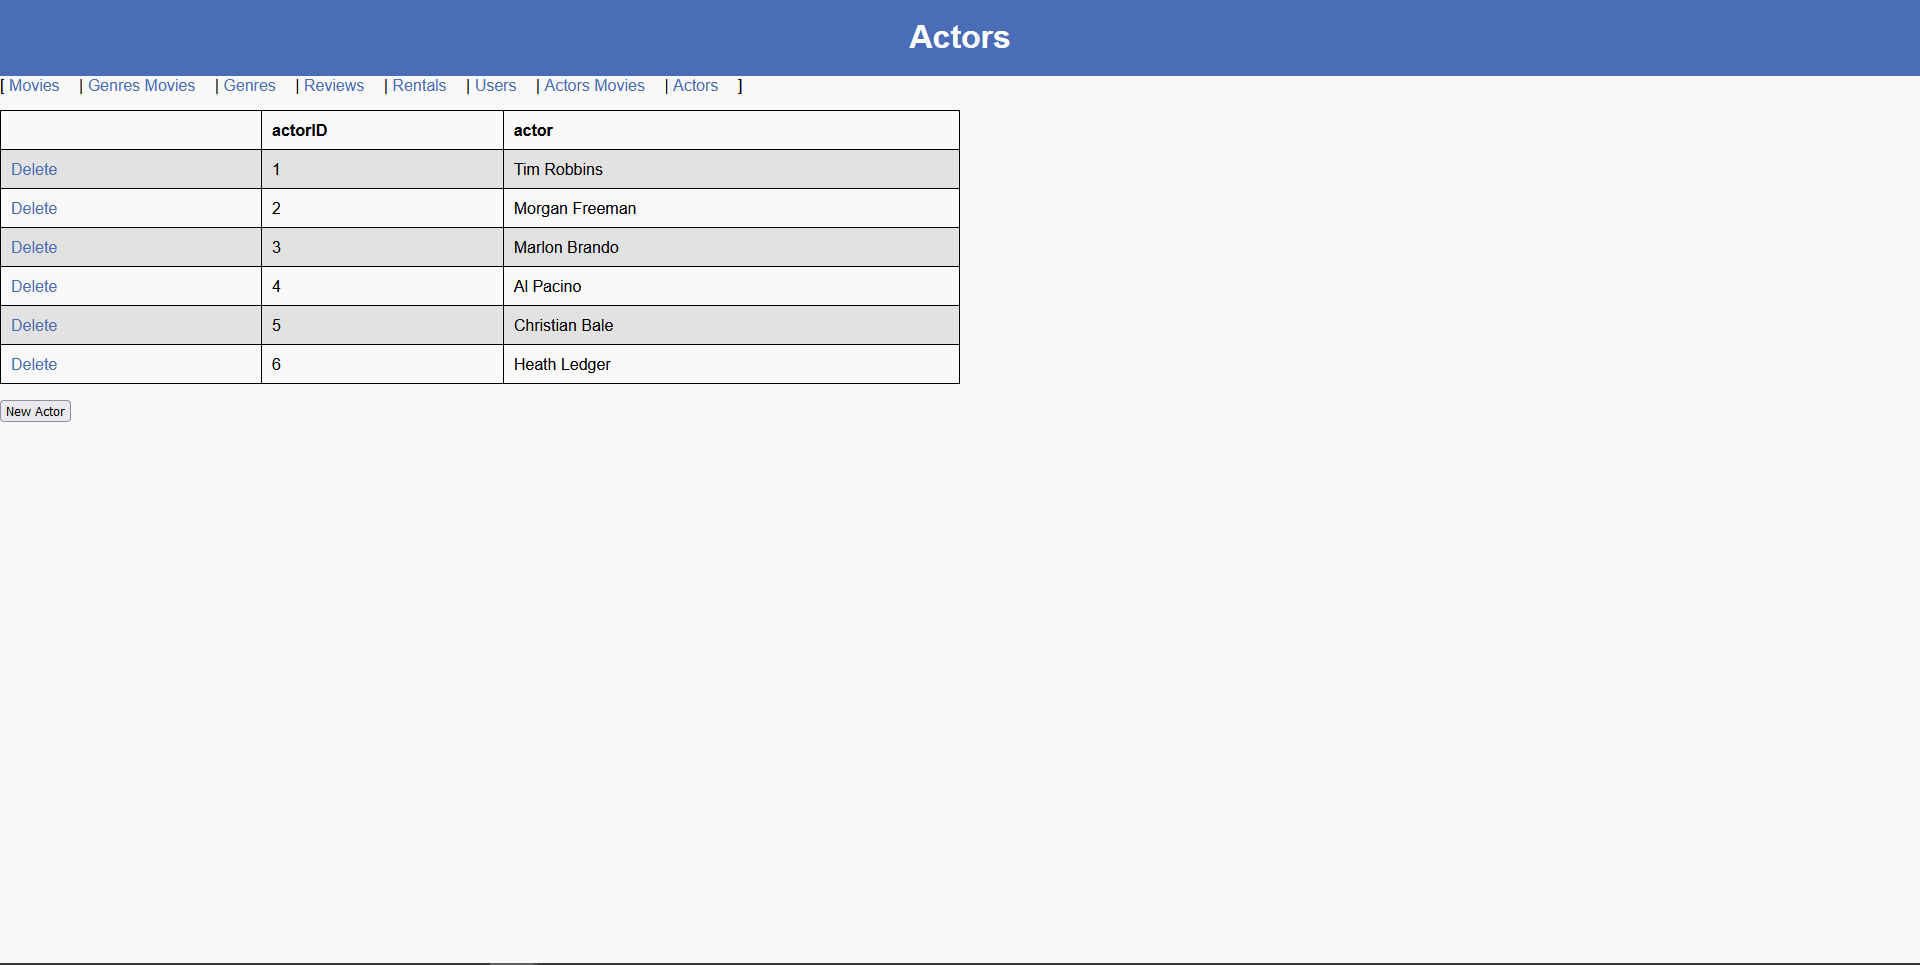 Actors
[ Movies | Genres Movies | Genres | Reviews | Rentals | Users | Actors Movies | Actors ]
actorID actor
Delete 1 Tim Robbins
Delete 2 Morgan Freeman
Delete 3 Marlon Brando
Delete 4 Al Pacino
Delete 5 Christian Bale
Delete 6 Heath Ledger
New Actor